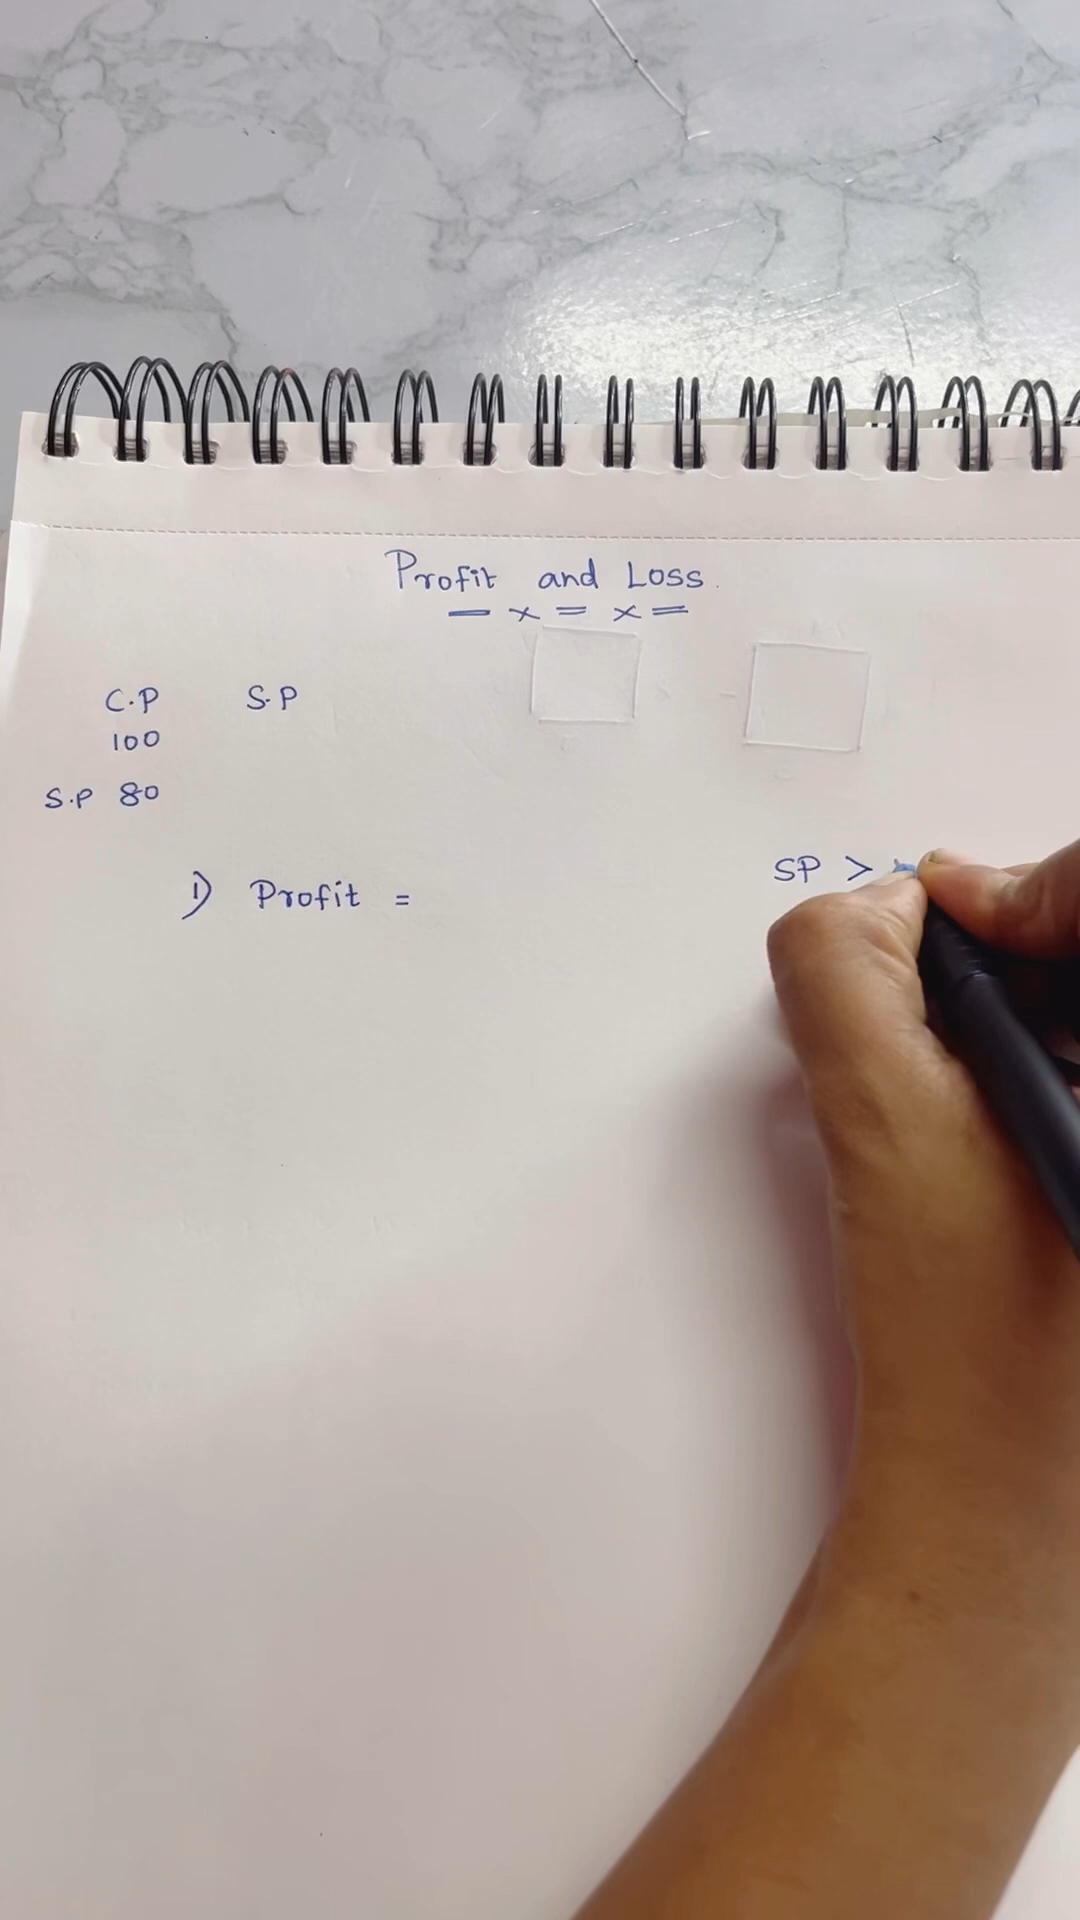 Profit and Loss.
C.P S.P
100
S.P 80
1) Profit =
SP >